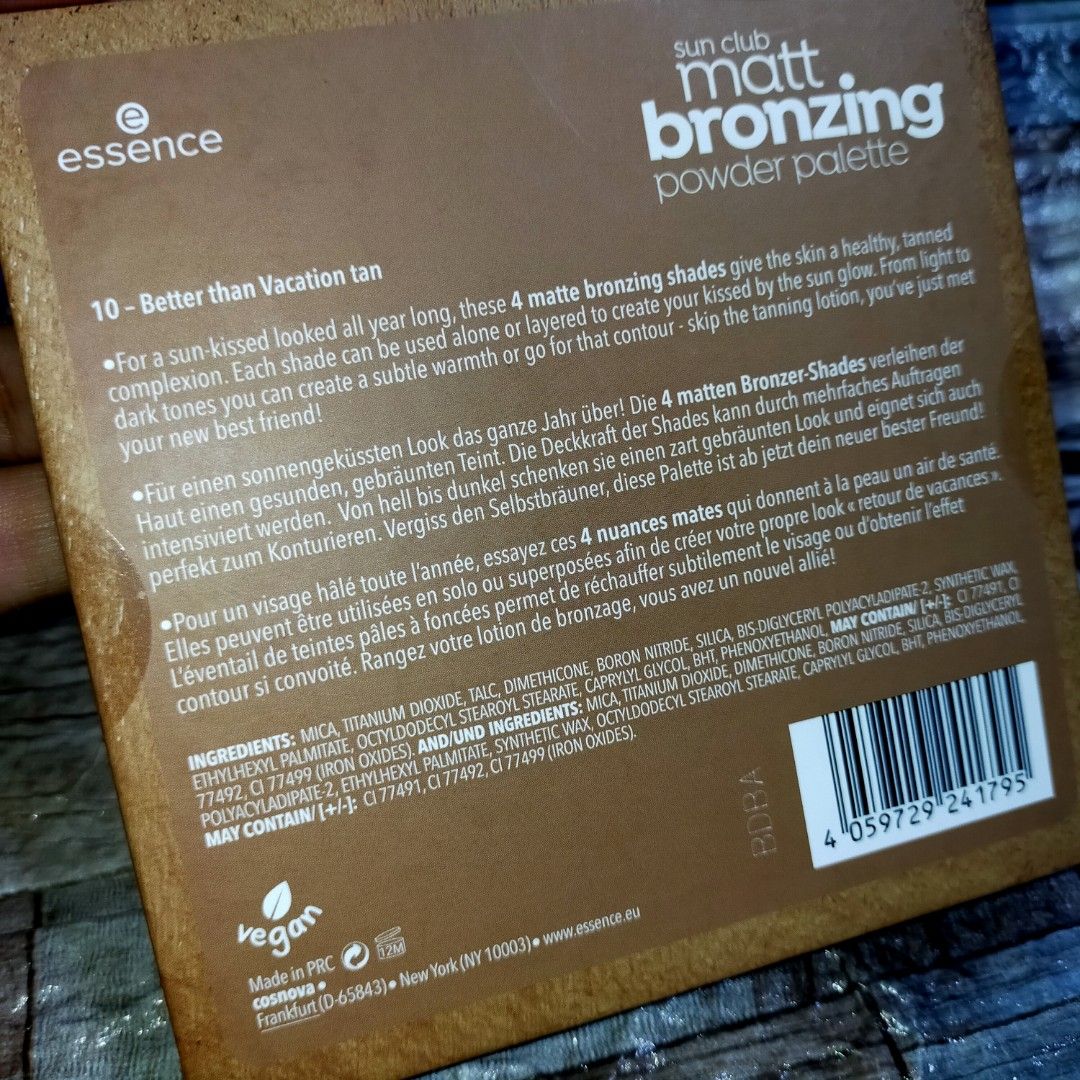 essence
sun club
matt
bronzing
powder palette
10 – Better than Vacation tan
•For a sun-kissed looked all year long, these 4 matte bronzing shades give the skin a healthy, tanned
complexion. Each shade can be used alone or layered to create your kissed by the sun glow. From light to
dark tones you can create a subtle warmth or go for that contour - skip the tanning lotion, you've just met
your new best friend!
•Für einen sonnengeküssten Look das ganze Jahr über! Die 4 matten Bronzer-Shades verleihen der
Haut einen gesunden, gebräunten Teint. Die Deckkraft der Shades kann durch mehrfaches Auftragen
intensiviert werden. Von hell bis dunkel schenken sie einen zart gebräunten Look und eignet sich auch
perfekt zum Konturieren. Vergiss den Selbstbräuner, diese Palette ist ab jetzt dein neuer bester Freund!
•Pour un visage hâlé toute l'année, essayez ces 4 nuances mates qui donnent à la peau un air de santé.
Elles peuvent être utilisées en solo ou superposées afin de créer votre propre look « retour de vacances ».
L'éventail de teintes pâles à foncées permet de réchauffer subtilement le visage ou d'obtenir l'effet
contour si convoité. Rangez votre lotion de bronzage, vous avez un nouvel allié!
INGREDIENTS: MICA, TITANIUM DIOXIDE, TALC, DIMETHICONE, BORON NITRIDE, SILICA, BIS-DIGLYCERYL POLYACYLADIPATE-2, SYNTHETIC WAX,
ETHYLHEXYL PALMITATE, OCTYLDODECYL STEAROYL STEARATE, CAPRYLYL GLYCOL, BHT, PHENOXYETHANOL, MAY CONTAIN/ [+/-]: CI 77491, CI
77492, CI 77499 (IRON OXIDES). AND/UND INGREDIENTS: MICA, TITANIUM DIOXIDE, DIMETHICONE, BORON NITRIDE, SILICA, BIS-DIGLYCERYL
POLYACYLADIPATE-2, ETHYLHEXYL PALMITATE, SYNTHETIC WAX, OCTYLDODECYL STEAROYL STEARATE, CAPRYLYL GLYCOL, BHT, PHENOXYETHANOL,
MAY CONTAIN/ [+/-]: CI 77491, CI 77492, CI 77499 (IRON OXIDES).
BDBA
4 059729 241795
vegan
12M
Made in PRC
cosnova •
Frankfurt (D-65843) • New York (NY 10003) • www.essence.eu